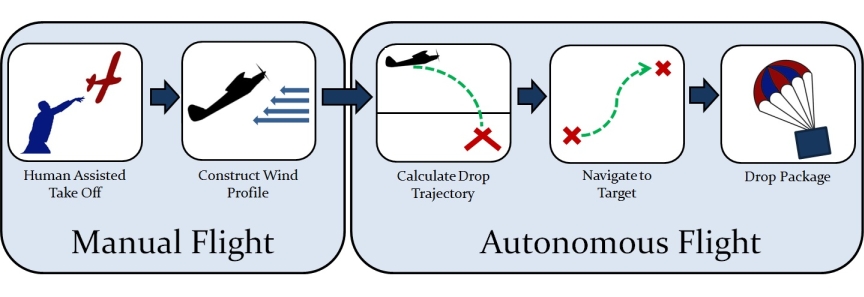 Human Assisted
Take Off
Construct Wind
Profile
Calculate Drop
Trajectory
Navigate to
Target
Drop Package
Manual Flight
Autonomous Flight